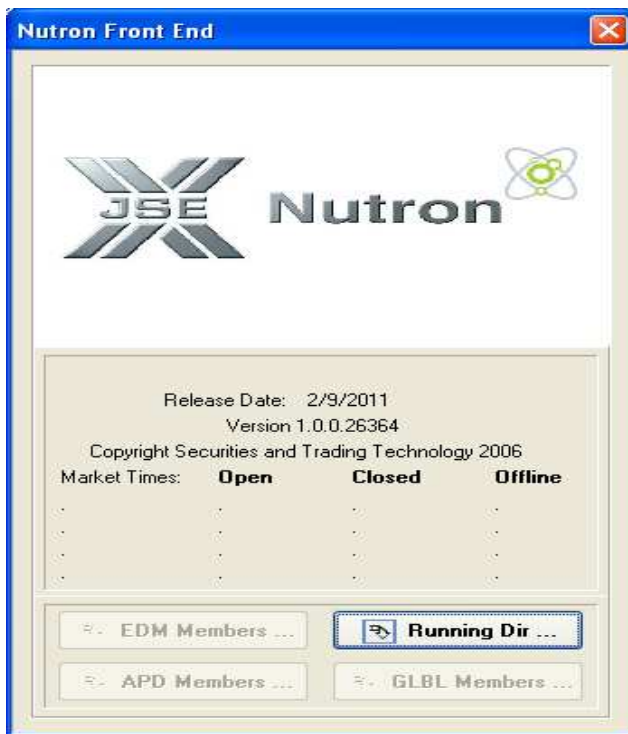 Nutron Front End
JSE Nutron
Release Date: 2/9/2011
Version 1.0.0.26364
Copyright Securities and Trading Technology 2006
Market Times: Open Closed Offline
. . . .
. . . .
. . . .
. . . .
EDM Members ... Running Dir ...
APD Members ... GLBL Members ...